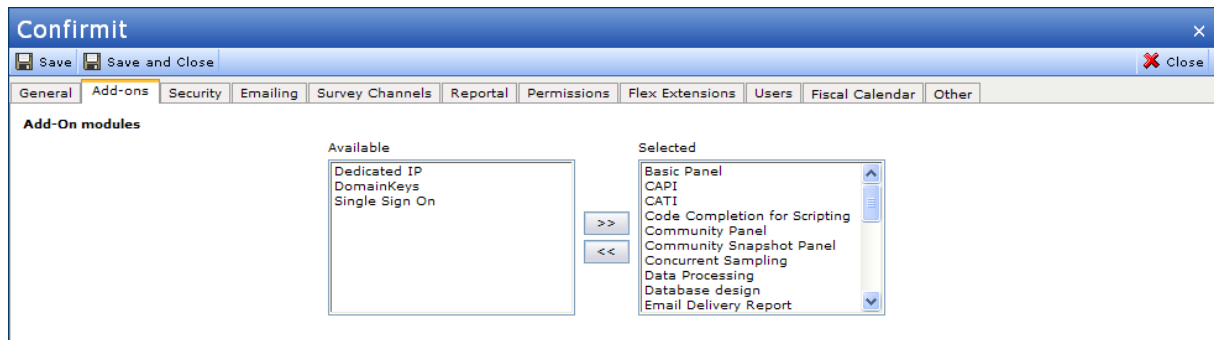 Confirmit
Save Save and Close Close
General Add-ons Security Emailing Survey Channels Reportal Permissions Flex Extensions Users Fiscal Calendar Other
Add-On modules
Available
Dedicated IP
DomainKeys
Single Sign On
>>
<<
Selected
Basic Panel
CAPI
CATI
Code Completion for Scripting
Community Panel
Community Snapshot Panel
Concurrent Sampling
Data Processing
Database design
Email Delivery Report